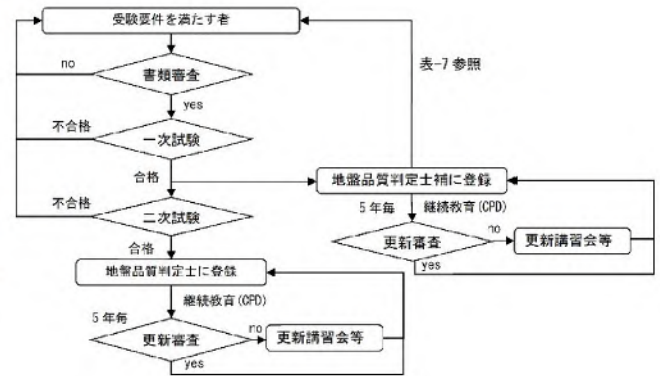 受験要件を満たす者
no
書類審査
表-7 参照
yes
不合格
一次試験
合格
地盤品質判定士補に登録
不合格
二次試験
5年毎
継続教育(CPD)
更新審査
no
更新講習会等
yes
合格
地盤品質判定士に登録
継続教育(CPD)
5年毎
更新審査
no
更新講習会等
yes